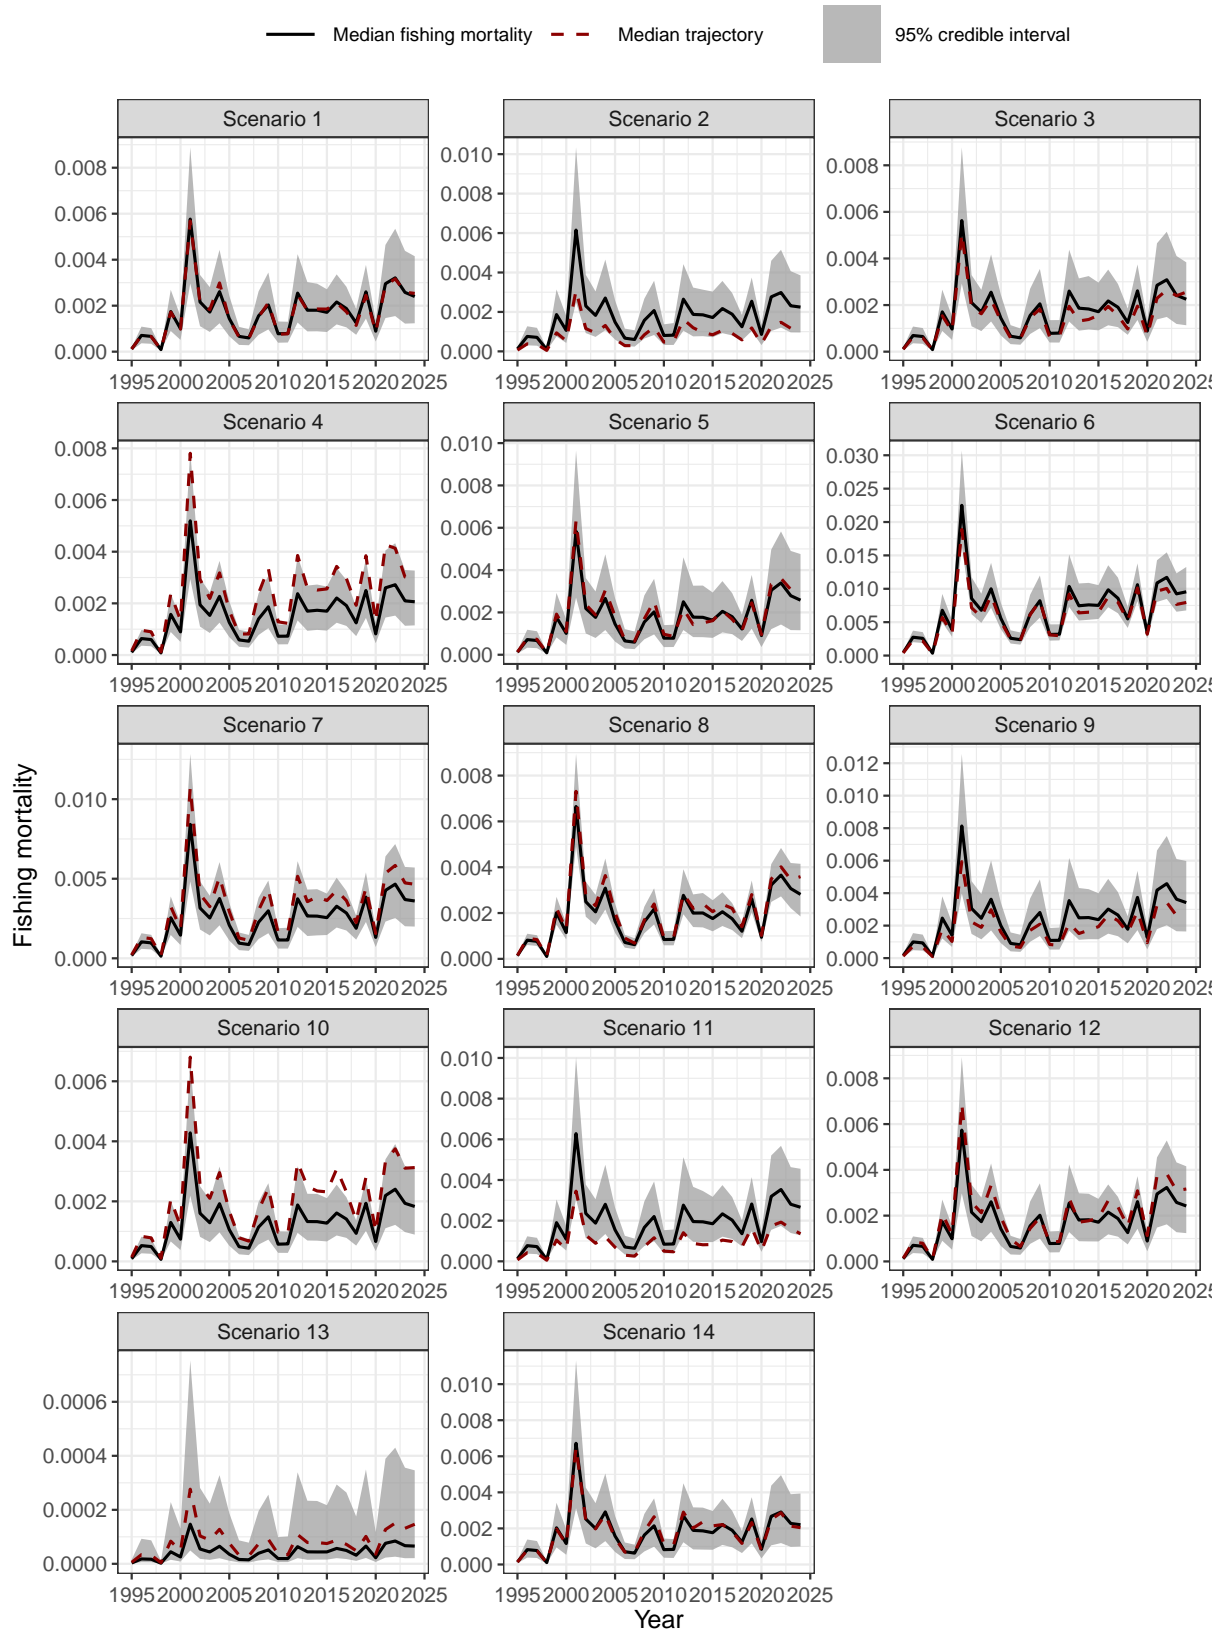 Median fishing mortality Median trajectory 95% credible interval
Scenario 1 Scenario 2 Scenario 3
0.008 0.006 0.004 0.002 0.000
0.010 0.008 0.006 0.004 0.002 0.000
0.008 0.006 0.004 0.002 0.000
1995 2000 2005 2010 2015 2020 2025 1995 2000 2005 2010 2015 2020 2025 1995 2000 2005 2010 2015 2020 2025
Scenario 4 Scenario 5 Scenario 6
0.008 0.006 0.004 0.002 0.000
0.010 0.008 0.006 0.004 0.002 0.000
0.030 0.025 0.020 0.015 0.010 0.005 0.000
1995 2000 2005 2010 2015 2020 2025 1995 2000 2005 2010 2015 2020 2025 1995 2000 2005 2010 2015 2020 2025
Scenario 7 Scenario 8 Scenario 9
0.010 0.005 0.000
0.008 0.006 0.004 0.002 0.000
0.012 0.010 0.008 0.006 0.004 0.002 0.000
1995 2000 2005 2010 2015 2020 2025 1995 2000 2005 2010 2015 2020 2025 1995 2000 2005 2010 2015 2020 2025
Scenario 10 Scenario 11 Scenario 12
0.006 0.004 0.002 0.000
0.010 0.008 0.006 0.004 0.002 0.000
0.008 0.006 0.004 0.002 0.000
1995 2000 2005 2010 2015 2020 2025 1995 2000 2005 2010 2015 2020 2025 1995 2000 2005 2010 2015 2020 2025
Scenario 13 Scenario 14
0.0006 0.0004 0.0002 0.0000
0.010 0.008 0.006 0.004 0.002 0.000
1995 2000 2005 2010 2015 2020 2025 1995 2000 2005 2010 2015 2020 2025
Fishing mortality
Year